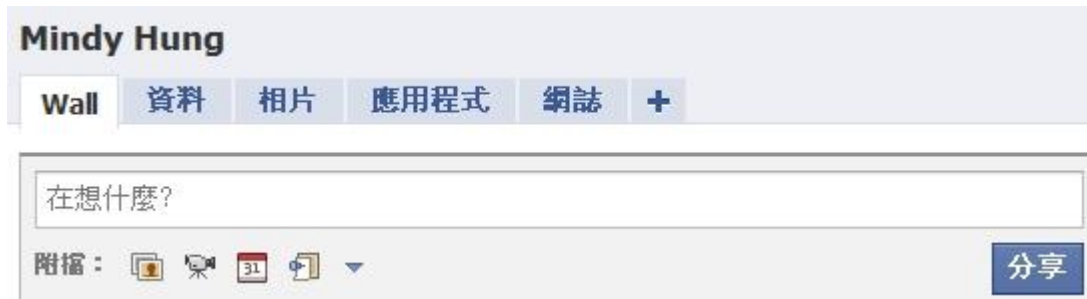 Mindy Hung
Wall 資料 相片 應用程式 網誌 +
在想什麼?
附檔： 31 分享